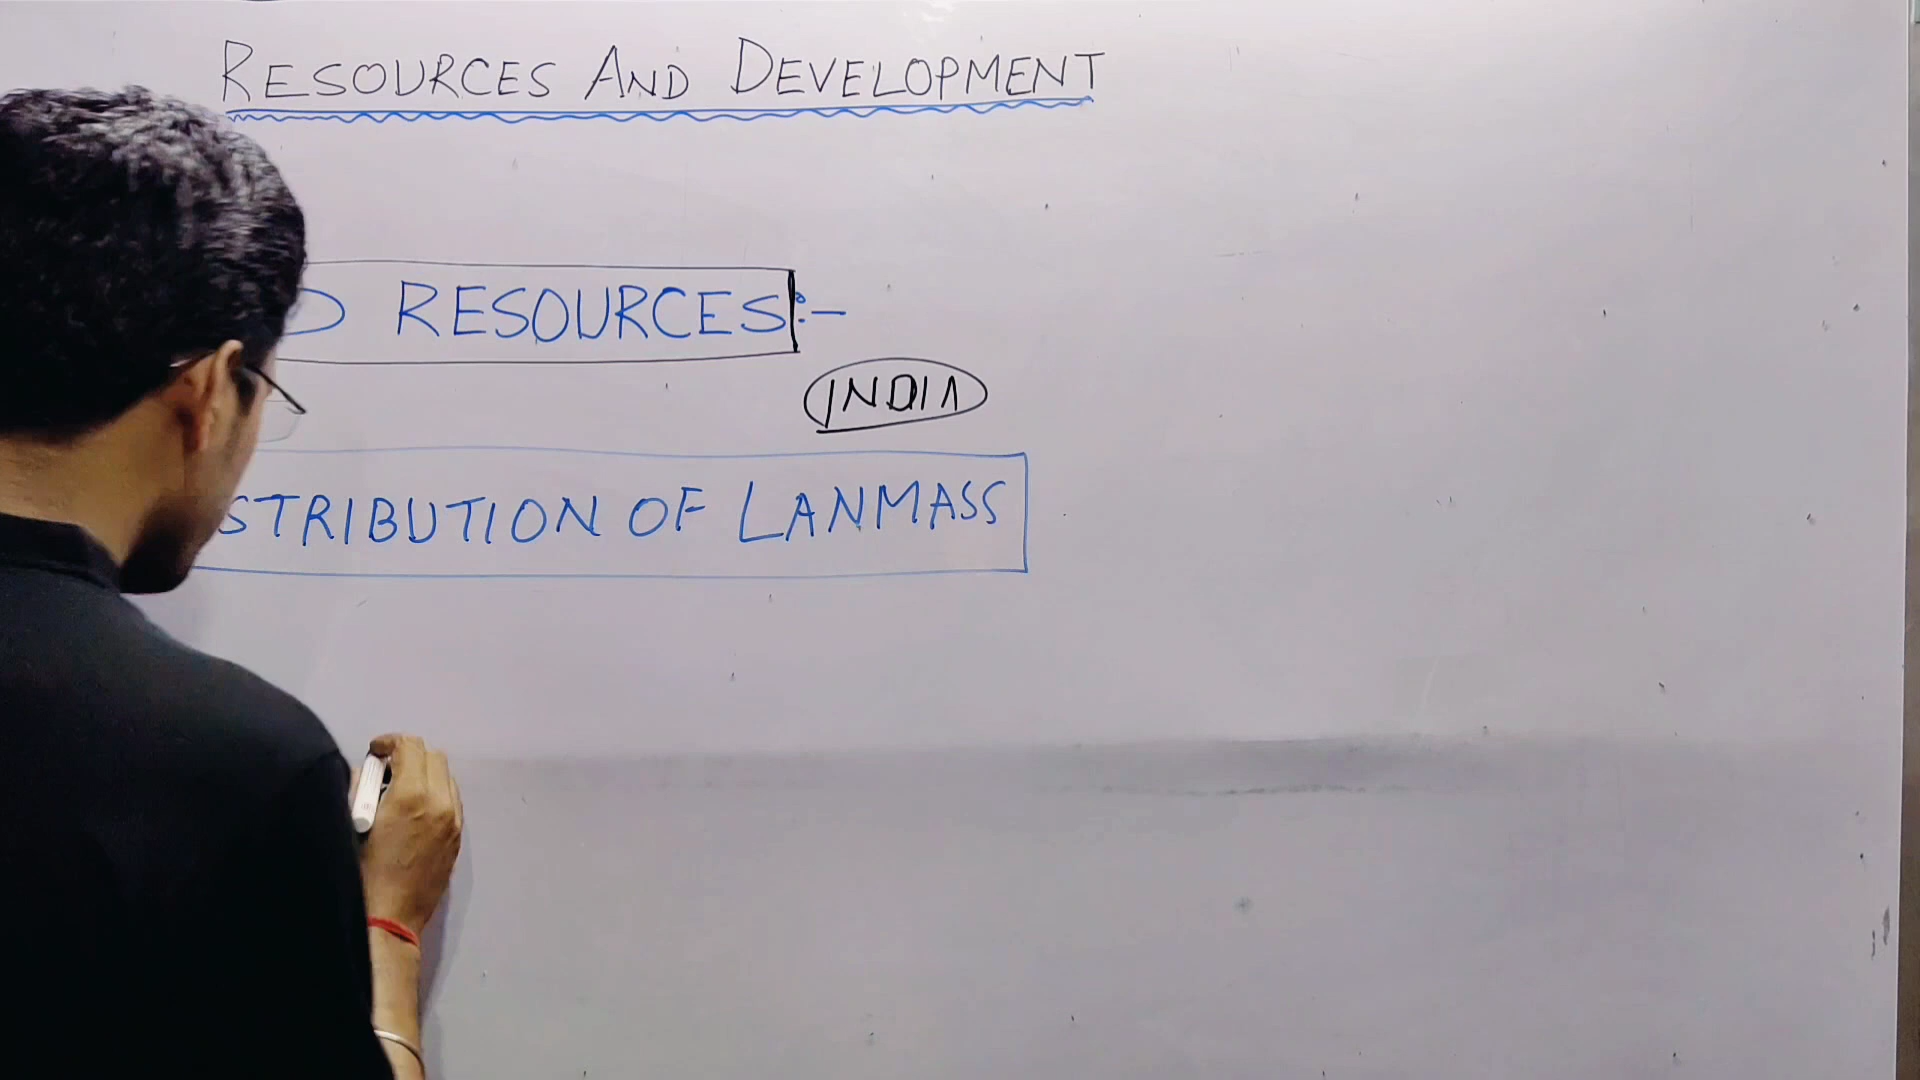 RESOURCES AND DEVELOPMENT
D RESOURCES:-
INDIA
STRIBUTION OF LANMASS